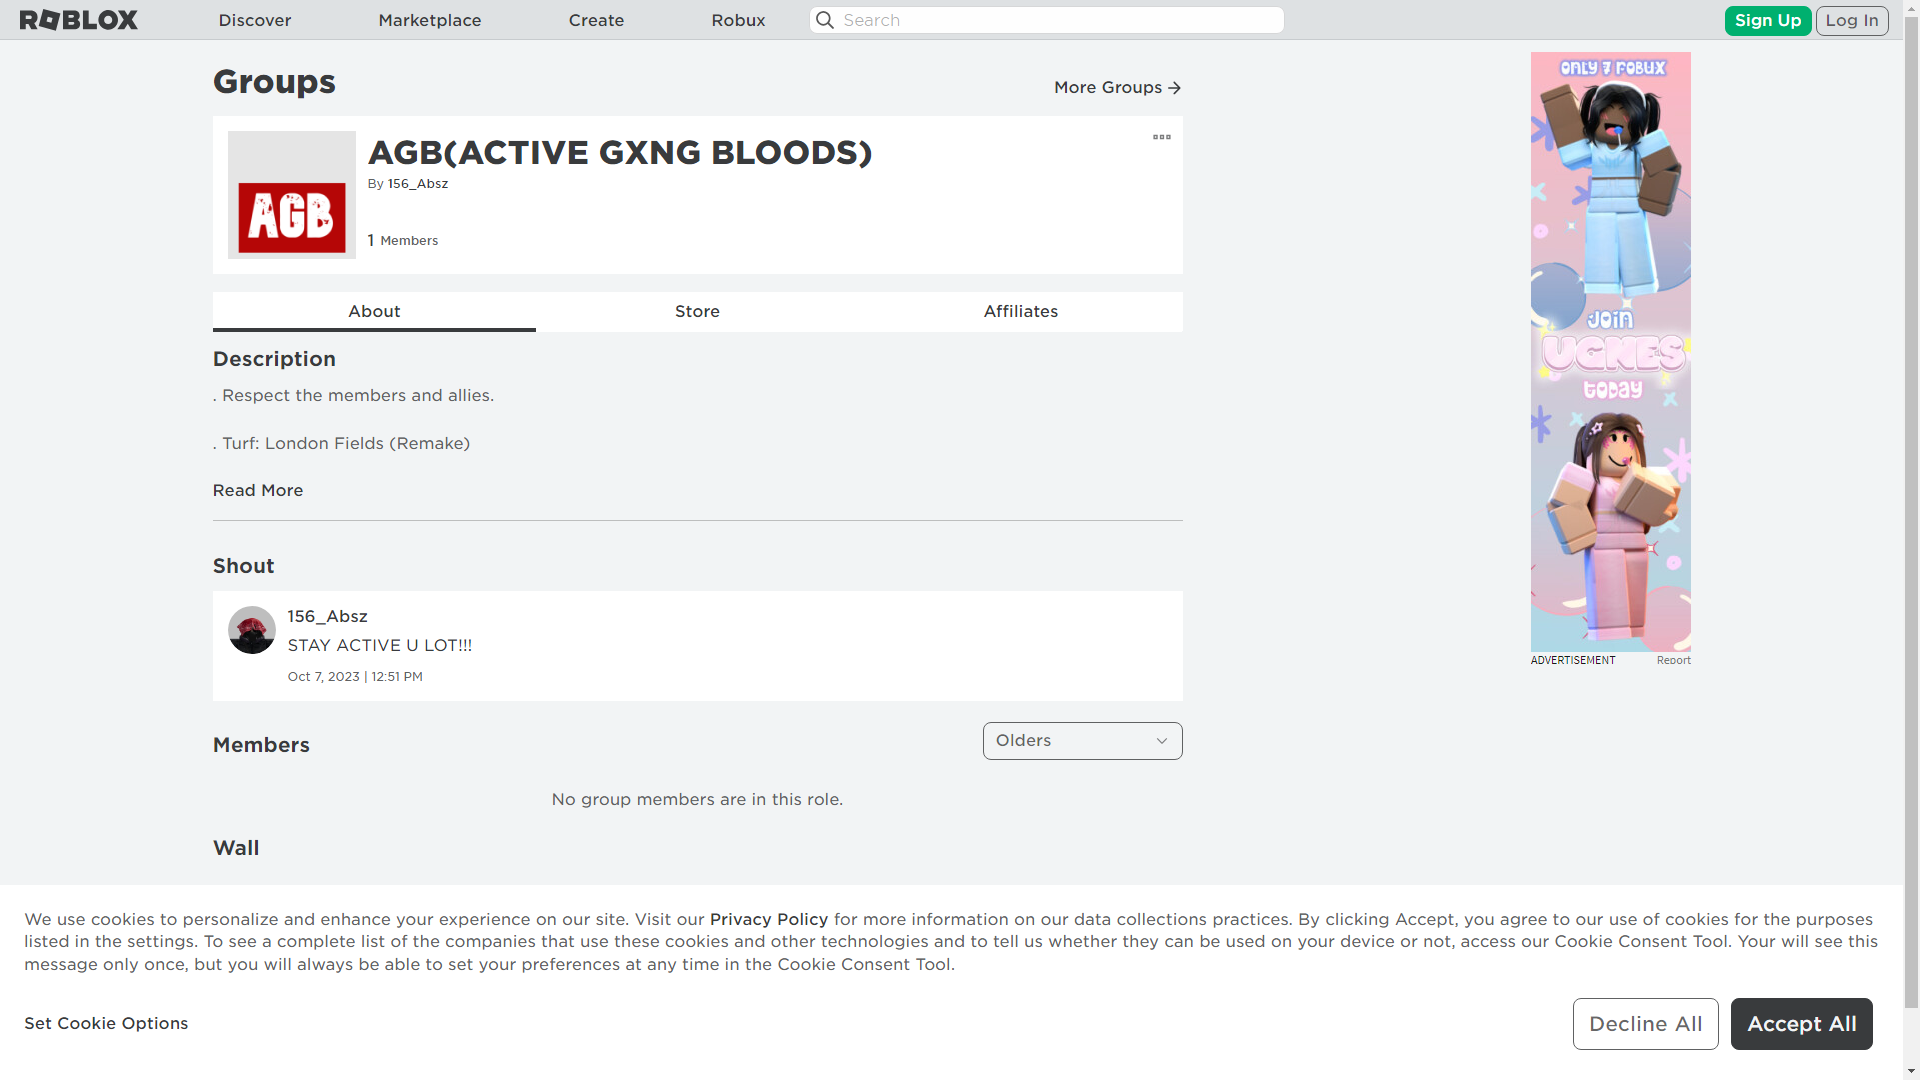 ROBLOX
Discover
Marketplace
Create
Robux
Search
Sign Up
Log In
Groups
More Groups
AGB
AGB(ACTIVE GXNG BLOODS)
By 156_Absz
1 Members
About
Store
Affiliates
Description
. Respect the members and allies.
. Turf: London Fields (Remake)
Read More
Shout
156_Absz
STAY ACTIVE U LOT!!!
Oct 7, 2023 | 12:51 PM
Members
Olders
No group members are in this role.
Wall
ONLY 7 FOBUX
JOIN
UGNES
TODAY
ADVERTISEMENT
Report
We use cookies to personalize and enhance your experience on our site. Visit our Privacy Policy for more information on our data collections practices. By clicking Accept, you agree to our use of cookies for the purposes
listed in the settings. To see a complete list of the companies that use these cookies and other technologies and to tell us whether they can be used on your device or not, access our Cookie Consent Tool. Your will see this
message only once, but you will always be able to set your preferences at any time in the Cookie Consent Tool.
Set Cookie Options
Decline All
Accept All